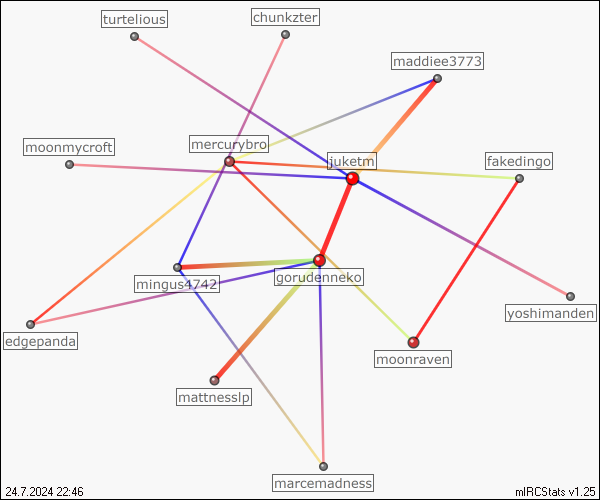 turtelious
chunkzter
maddiee3773
mercurybro
moonmycroft
juketm
fakedingo
gorudenneko
mingus4742
yoshimanden
edgepanda
moonraven
mattnesslp
marcemadness
24.7.2024 22:46
mIRCStats v1.25